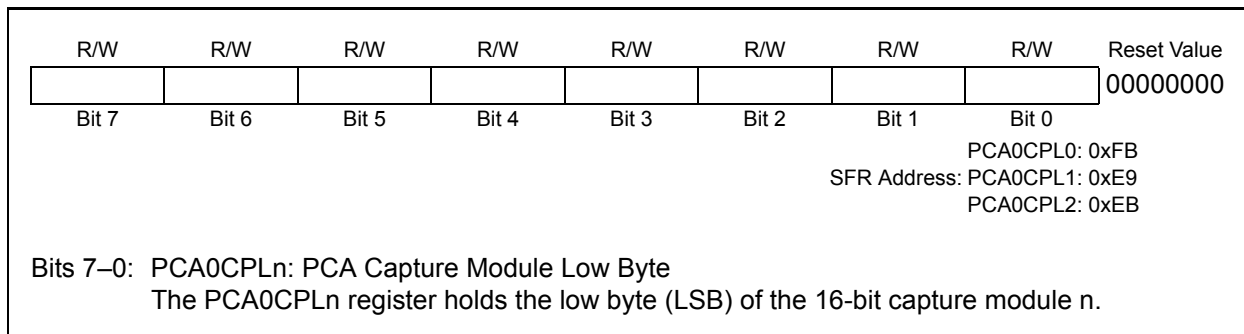 R/W R/W R/W R/W R/W R/W R/W R/W Reset Value
00000000
Bit 7 Bit 6 Bit 5 Bit 4 Bit 3 Bit 2 Bit 1 Bit 0
PCA0CPL0: 0xFB
SFR Address: PCA0CPL1: 0xE9
PCA0CPL2: 0xEB
Bits 7–0: PCA0CPLn: PCA Capture Module Low Byte
The PCA0CPLn register holds the low byte (LSB) of the 16-bit capture module n.